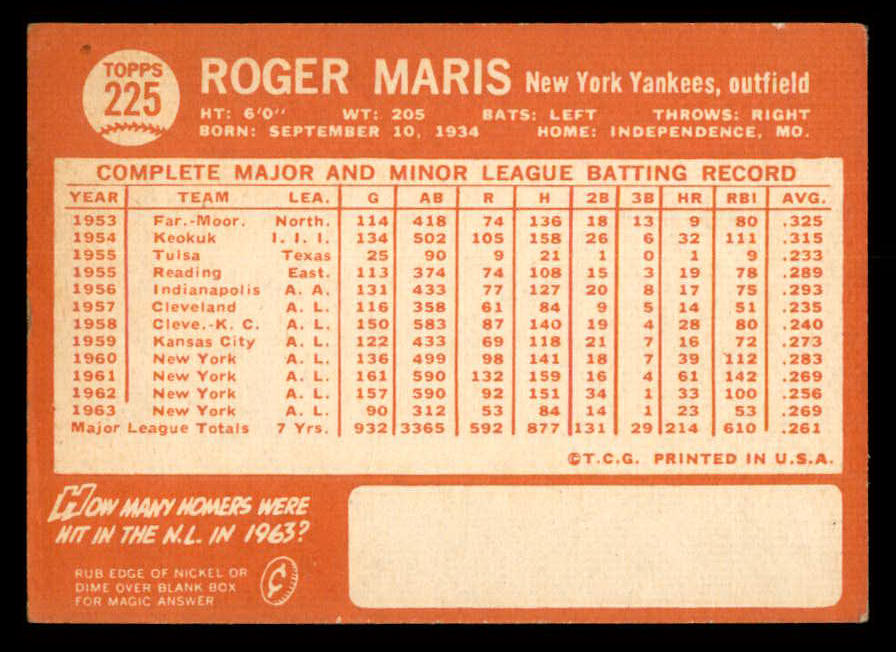 TOPPS
225
ROGER MARIS New York Yankees, outfield
HT: 6'0" WT: 205 BATS: LEFT THROWS: RIGHT
BORN: SEPTEMBER 10, 1934 HOME: INDEPENDENCE, MO.
COMPLETE MAJOR AND MINOR LEAGUE BATTING RECORD
YEAR TEAM LEA. G AB R H 2B 3B HR RBI AVG.
1953 Far.-Moor. North. 114 418 74 136 18 13 9 80 .325
1954 Keokuk I. I. I. 134 502 105 158 26 6 32 111 .315
1955 Tulsa Texas 25 90 9 21 1 0 1 9 .233
1955 Reading East. 113 374 74 108 15 3 19 78 .289
1956 Indianapolis A. A. 131 433 77 127 20 8 17 75 .293
1957 Cleveland A. L. 116 358 61 84 9 5 14 51 .235
1958 Cleve.-K. C. A. L. 150 583 87 140 19 4 28 80 .240
1959 Kansas City A. L. 122 433 69 118 21 7 16 72 .273
1960 New York A. L. 136 499 98 141 18 7 39 112 .283
1961 New York A. L. 161 590 132 159 16 4 61 142 .269
1962 New York A. L. 157 590 92 151 34 1 33 100 .256
1963 New York A. L. 90 312 53 84 14 1 23 53 .269
Major League Totals 7 Yrs. 932 3365 592 877 131 29 214 610 .261
©T.C.G. PRINTED IN U.S.A.
HOW MANY HOMERS WERE
HIT IN THE N.L. IN 1963?
RUB EDGE OF NICKEL OR
DIME OVER BLANK BOX
FOR MAGIC ANSWER
¢